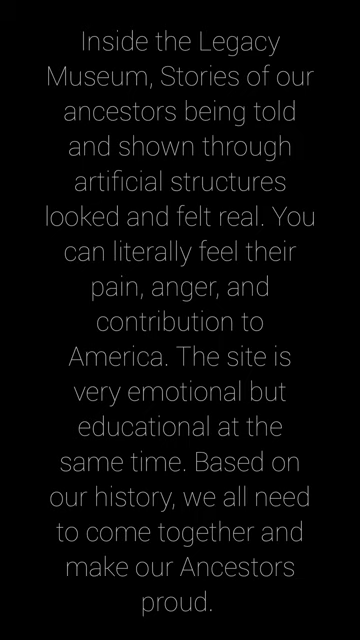 Inside the Legacy
Museum, Stories of our
ancestors being told
and shown through
artificial structures
looked and felt real. You
can literally feel their
pain, anger, and
contribution to
America. The site is
very emotional but
educational at the
same time. Based on
our history, we all need
to come together and
make our Ancestors
proud.